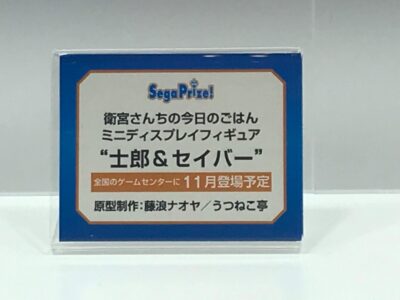 SegaPrize!
衛宮さんちの今日のごはん
ミニディスプレイフィギュア
“士郎＆セイバー”
全国のゲームセンターに 11月登場予定
原型制作：藤浪ナオヤ／うつねこ亭